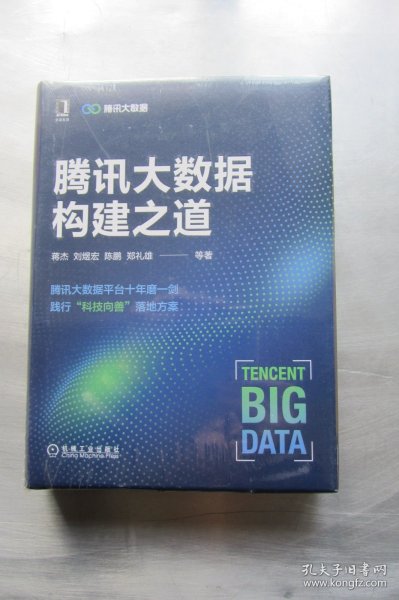 腾讯大数据
腾讯大数据
构建之道
蒋杰 刘煜宏 陈鹏 郑礼雄 —— 等著
腾讯大数据平台十年磨一剑
践行“科技向善”落地方案
TENCENT
BIG
DATA
机械工业出版社
China Machine Press
孔夫子旧书网
www.kongfz.com